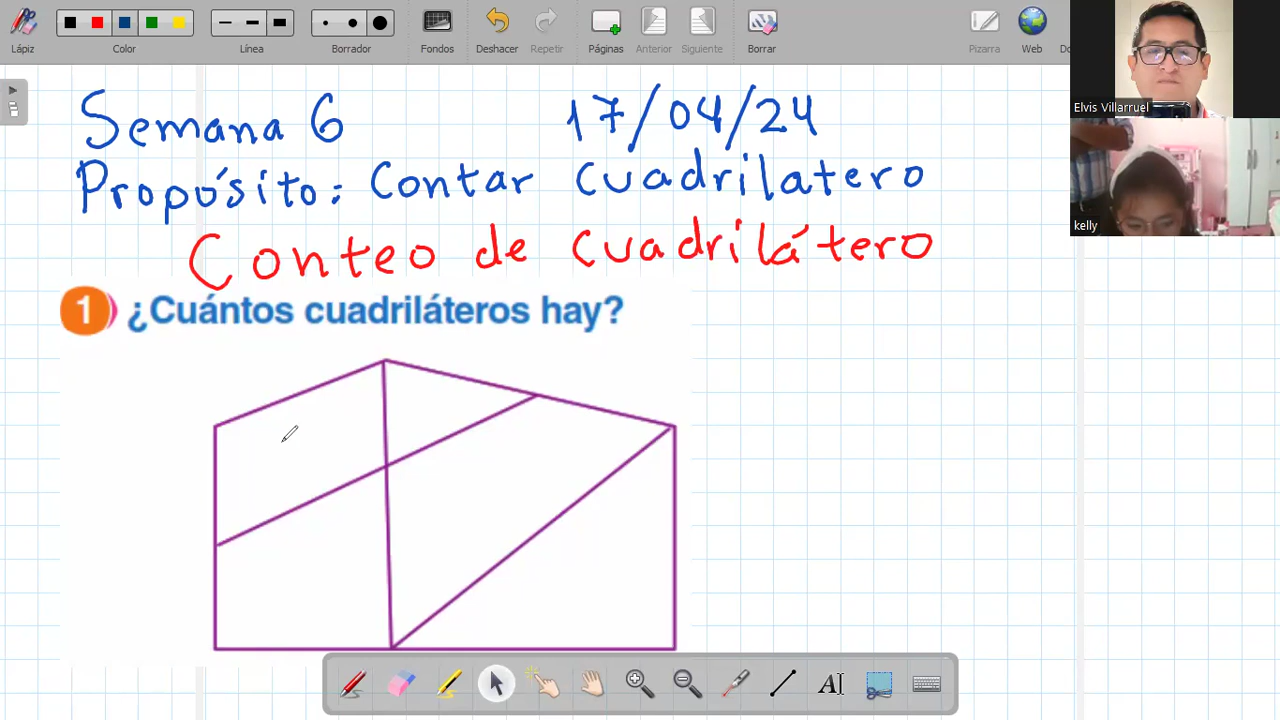 Lápiz Color Línea Borrador Fondos Deshacer Repetir Páginas Anterior Siguiente Borrar Pizarra Web
Elvis Villarruel
kelly
Semana 6 17/04/24
Propósito: Contar cuadrilatero
Conteo de cuadrilátero
1 ¿Cuántos cuadriláteros hay?
AI